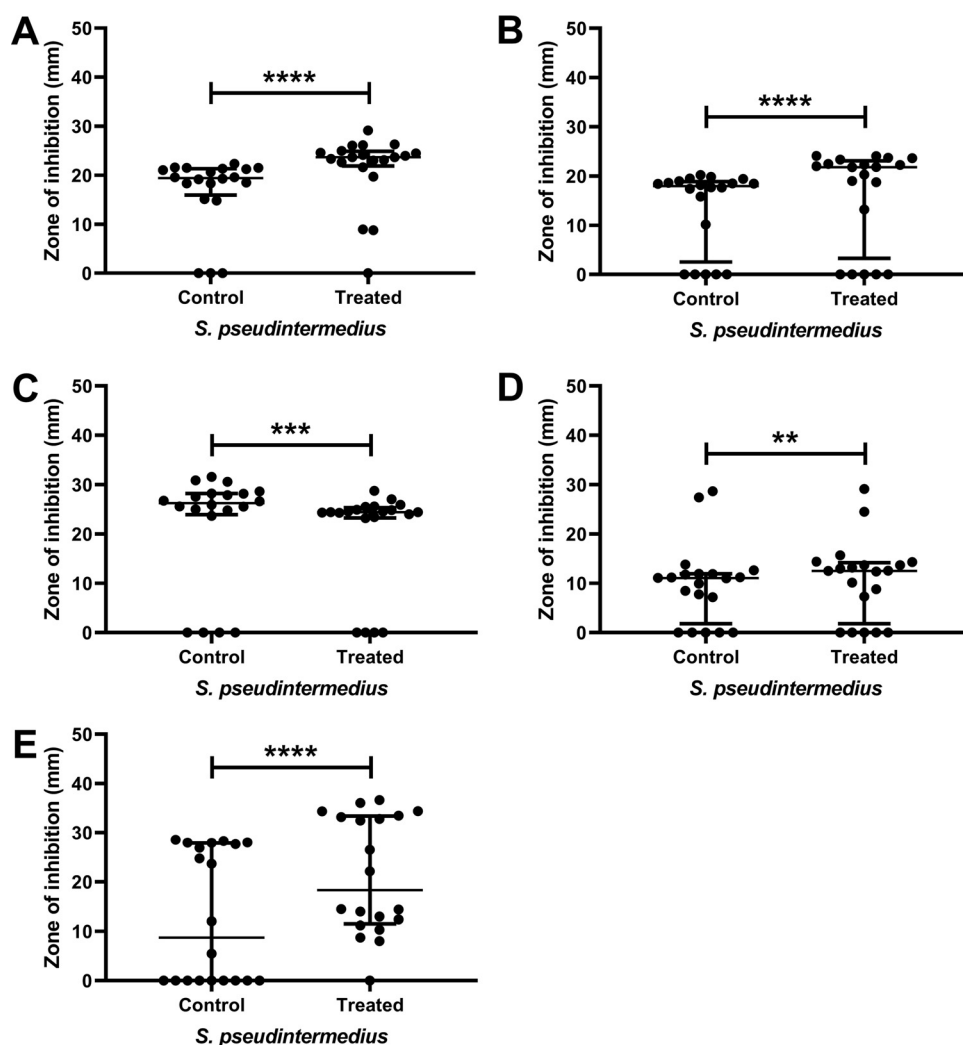 A
Zone of inhibition (mm)
50
40
30
20
10
0
****
Control
Treated
S. pseudintermedius
B
Zone of inhibition (mm)
50
40
30
20
10
0
****
Control
Treated
S. pseudintermedius
C
Zone of inhibition (mm)
50
40
30
20
10
0
***
Control
Treated
S. pseudintermedius
D
Zone of inhibition (mm)
50
40
30
20
10
0
**
Control
Treated
S. pseudintermedius
E
Zone of inhibition (mm)
50
40
30
20
10
0
****
Control
Treated
S. pseudintermedius